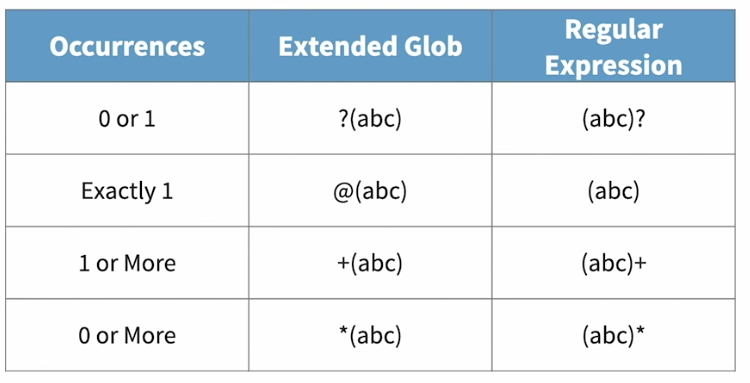 Occurrences Extended Glob Regular Expression
0 or 1 ?(abc) (abc)?
Exactly 1 @(abc) (abc)
1 or More +(abc) (abc)+
0 or More *(abc) (abc)*